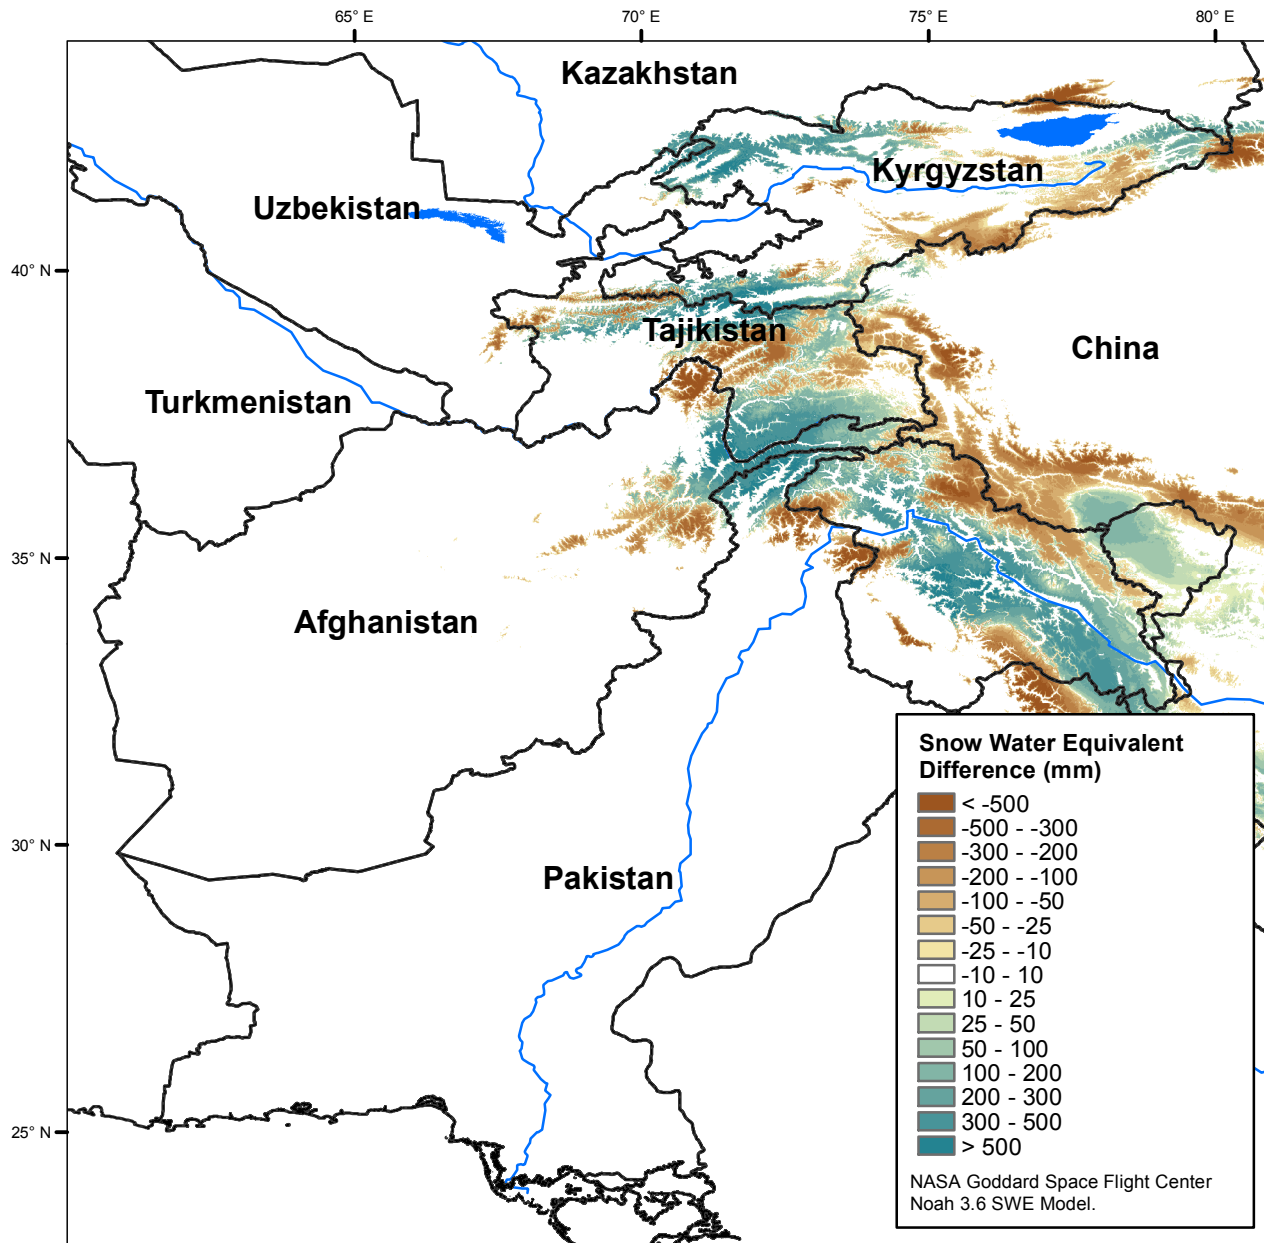 65° E
70° E
75° E
80° E
Kazakhstan
Kyrgyzstan
Uzbekistan
40° N
Tajikistan
China
Turkmenistan
35° N
Afghanistan
Snow Water Equivalent
Difference (mm)
< -500
-500 - -300
-300 - -200
-200 - -100
-100 - -50
-50 - -25
-25 - -10
-10 - 10
10 - 25
25 - 50
50 - 100
100 - 200
200 - 300
300 - 500
> 500
NASA Goddard Space Flight Center
Noah 3.6 SWE Model.
30° N
Pakistan
25° N